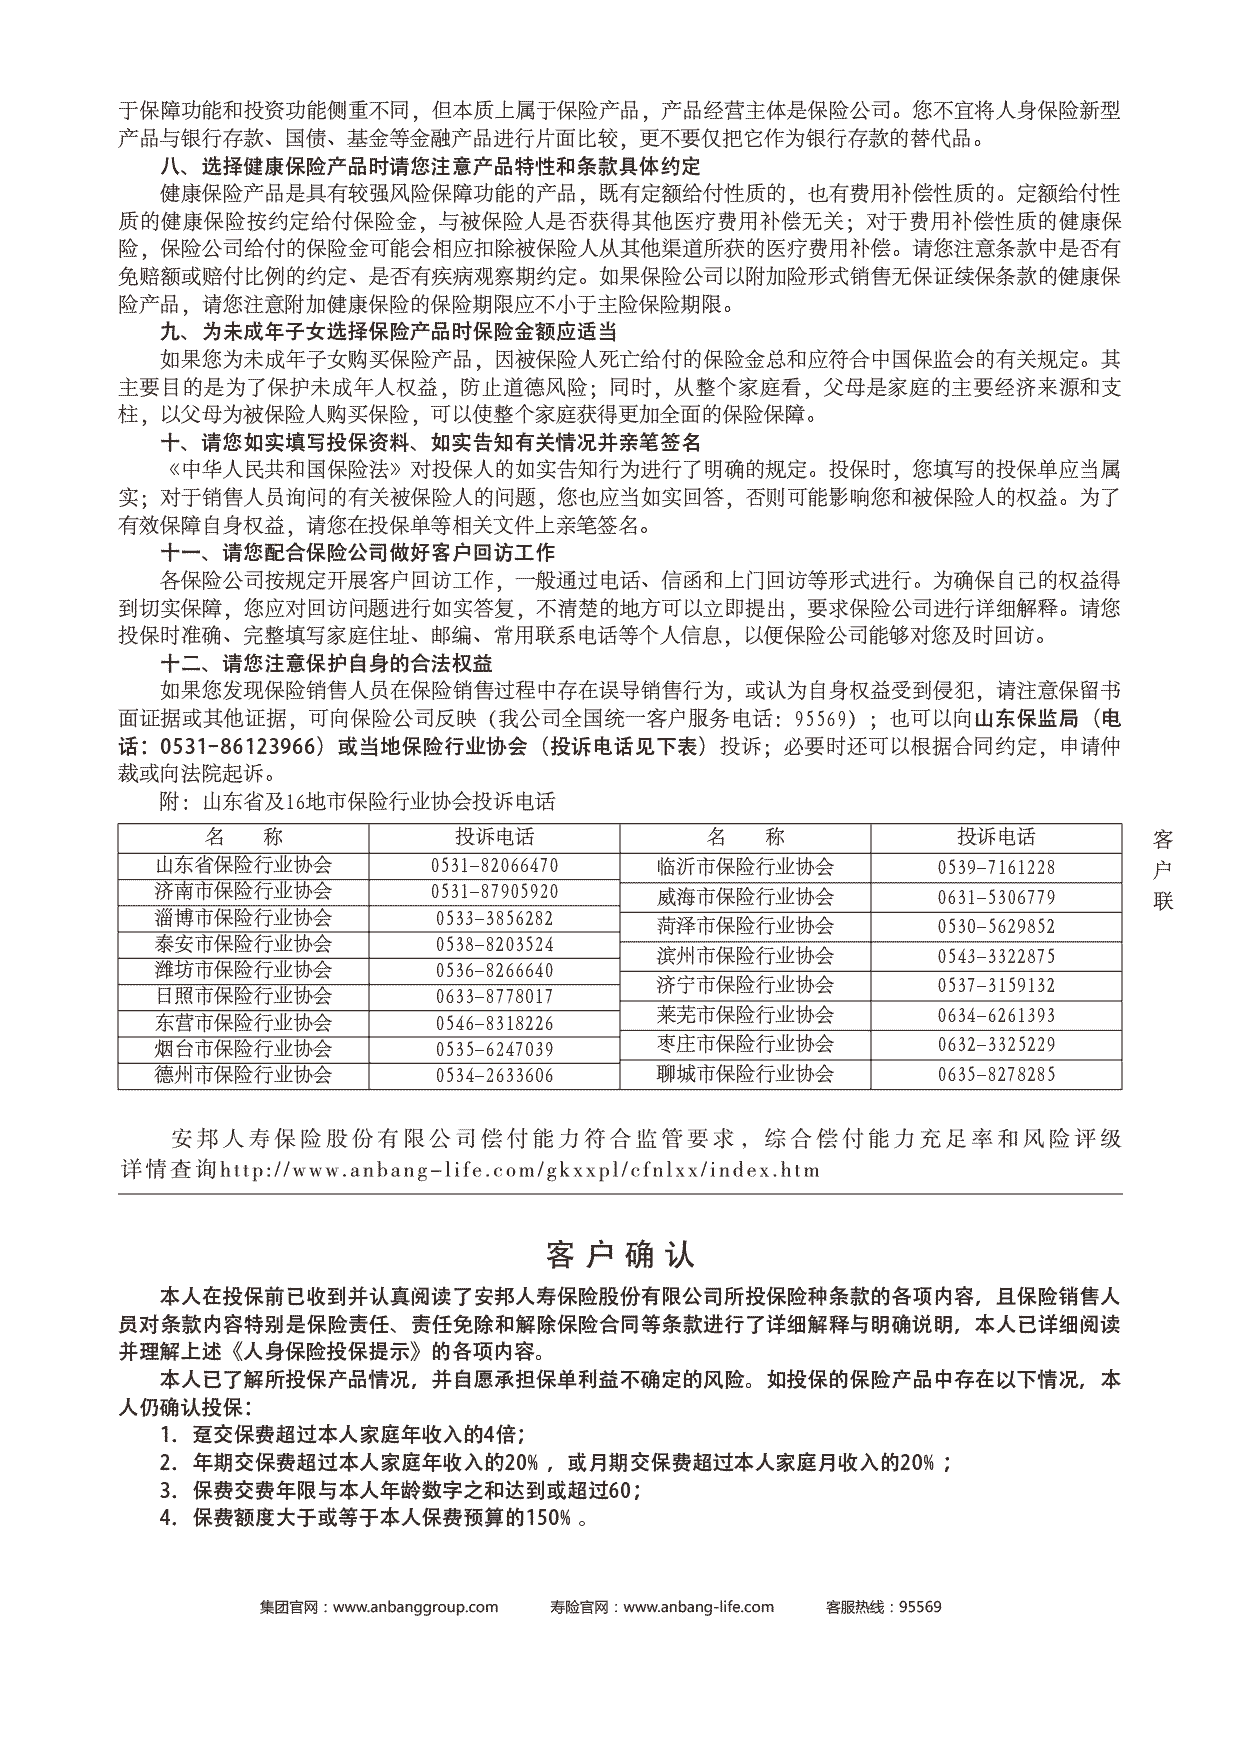 于保障功能和投资功能侧重不同，但本质上属于保险产品，产品经营主体是保险公司。您不宜将人身保险新型
产品与银行存款、国债、基金等金融产品进行片面比较，更不要仅把它作为银行存款的替代品。
八、选择健康保险产品时请您注意产品特性和条款具体约定
健康保险产品是具有较强风险保障功能的产品，既有定额给付性质的，也有费用补偿性质的。定额给付性
质的健康保险按约定给付保险金，与被保险人是否获得其他医疗费用补偿无关；对于费用补偿性质的健康保
险，保险公司给付的保险金可能会相应扣除被保险人从其他渠道所获的医疗费用补偿。请您注意条款中是否有
免赔额或赔付比例的约定、是否有疾病观察期约定。如果保险公司以附加险形式销售无保证续保条款的健康保
险产品，请您注意附加健康保险的保险期限应不小于主险保险期限。
九、为未成年子女选择保险产品时保险金额应适当
如果您为未成年子女购买保险产品，因被保险人死亡给付的保险金总和应符合中国保监会的有关规定。其
主要目的是为了保护未成年人权益，防止道德风险；同时，从整个家庭看，父母是家庭的主要经济来源和支
柱，以父母为被保险人购买保险，可以使整个家庭获得更加全面的保险保障。
十、请您如实填写投保资料、如实告知有关情况并亲笔签名
《中华人民共和国保险法》对投保人的如实告知行为进行了明确的规定。投保时，您填写的投保单应当属
实；对于销售人员询问的有关被保险人的问题，您也应当如实回答，否则可能影响您和被保险人的权益。为了
有效保障自身权益，请您在投保单等相关文件上亲笔签名。
十一、请您配合保险公司做好客户回访工作
各保险公司按规定开展客户回访工作，一般通过电话、信函和上门回访等形式进行。为确保自己的权益得
到切实保障，您应对回访问题进行如实答复，不清楚的地方可以立即提出，要求保险公司进行详细解释。请您
投保时准确、完整填写家庭住址、邮编、常用联系电话等个人信息，以便保险公司能够对您及时回访。
十二、请您注意保护自身的合法权益
如果您发现保险销售人员在保险销售过程中存在误导销售行为，或认为自身权益受到侵犯，请注意保留书
面证据或其他证据，可向保险公司反映（我公司全国统一客户服务电话：95569）；也可以向山东保监局（电
话：0531-86123966）或当地保险行业协会（投诉电话见下表）投诉；必要时还可以根据合同约定，申请仲
裁或向法院起诉。
附：山东省及16地市保险行业协会投诉电话
名 称 投诉电话 名 称 投诉电话
山东省保险行业协会 0531-82066470 临沂市保险行业协会 0539-7161228
济南市保险行业协会 0531-87905920 威海市保险行业协会 0631-5306779
淄博市保险行业协会 0533-3856282 菏泽市保险行业协会 0530-5629852
泰安市保险行业协会 0538-8203524 滨州市保险行业协会 0543-3322875
潍坊市保险行业协会 0536-8266640 济宁市保险行业协会 0537-3159132
日照市保险行业协会 0633-8778017 莱芜市保险行业协会 0634-6261393
东营市保险行业协会 0546-8318226 枣庄市保险行业协会 0632-3325229
烟台市保险行业协会 0535-6247039 聊城市保险行业协会 0635-8278285
德州市保险行业协会 0534-2633606
客
户
联
安邦人寿保险股份有限公司偿付能力符合监管要求，综合偿付能力充足率和风险评级
详情查询http://www.anbang-life.com/gkxxpl/cfnlxx/index.htm
客户确认
本人在投保前已收到并认真阅读了安邦人寿保险股份有限公司所投保险种条款的各项内容，且保险销售人
员对条款内容特别是保险责任、责任免除和解除保险合同等条款进行了详细解释与明确说明，本人已详细阅读
并理解上述《人身保险投保提示》的各项内容。
本人已了解所投保产品情况，并自愿承担保单利益不确定的风险。如投保的保险产品中存在以下情况，本
人仍确认投保：
1. 趸交保费超过本人家庭年收入的4倍；
2. 年期交保费超过本人家庭年收入的20%，或月期交保费超过本人家庭月收入的20%；
3. 保费交费年限与本人年龄数字之和达到或超过60；
4. 保费额度大于或等于本人保费预算的150%。
集团官网：www.anbanggroup.com 寿险官网：www.anbang-life.com 客服热线：95569